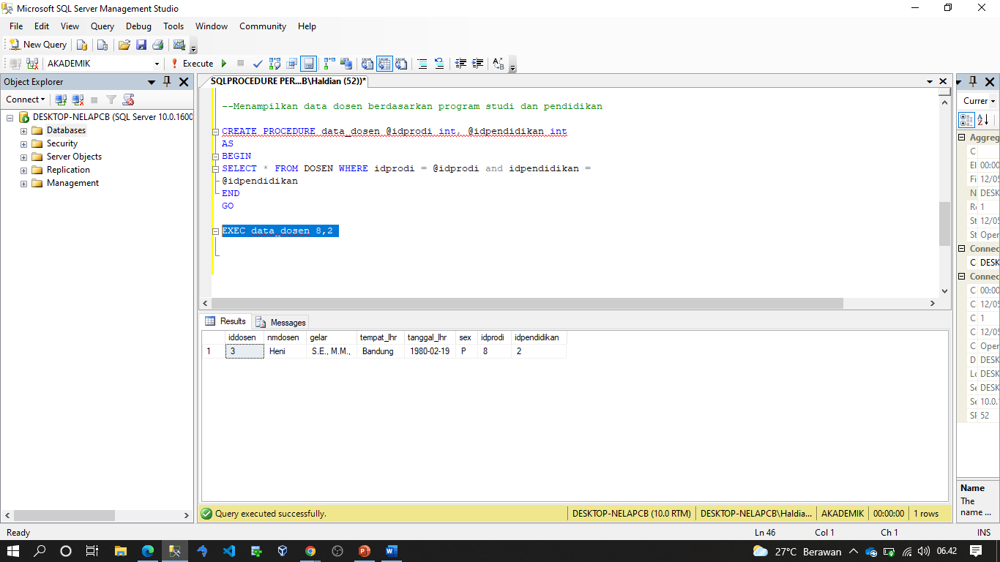 Microsoft SQL Server Management Studio
File Edit View Query Debug Tools Window Community Help
New Query
AKADEMIK Execute
Object Explorer
Connect
DESKTOP-NELAPCB (SQL Server 10.0.1600
Databases
Security
Server Objects
Replication
Management
SQLPROCEDURE PER...B\Haldian (52))*
--Menampilkan data dosen berdasarkan program studi dan pendidikan
CREATE PROCEDURE data_dosen @idprodi int, @idpendidikan int
AS
BEGIN
SELECT * FROM DOSEN WHERE idprodi = @idprodi and idpendidikan =
@idpendidikan
END
GO
EXEC data_dosen 8,2
Results Messages
iddosen nmdosen gelar tempat_lhr tanggal_lhr sex idprodi idpendidikan
1 3 Heni S.E., M.M., Bandung 1980-02-19 P 8 2
Query executed successfully. DESKTOP-NELAPCB (10.0 RTM) DESKTOP-NELAPCB\Haldia... AKADEMIK 00:00:00 1 rows
Currer
Aggreg
C
El 00:00
Fi 12/05
N DESK
Re 1
St 12/05
St Oper
Connec
C DESK
Connec
C 00:00
C 12/05
C 1
C 12/05
C Oper
D DESK
Lo DESK
Se DESK
Se 10.0.1
SP 52
Name
The
name ...
Ready Ln 46 Col 1 Ch 1 INS
27°C Berawan 06.42